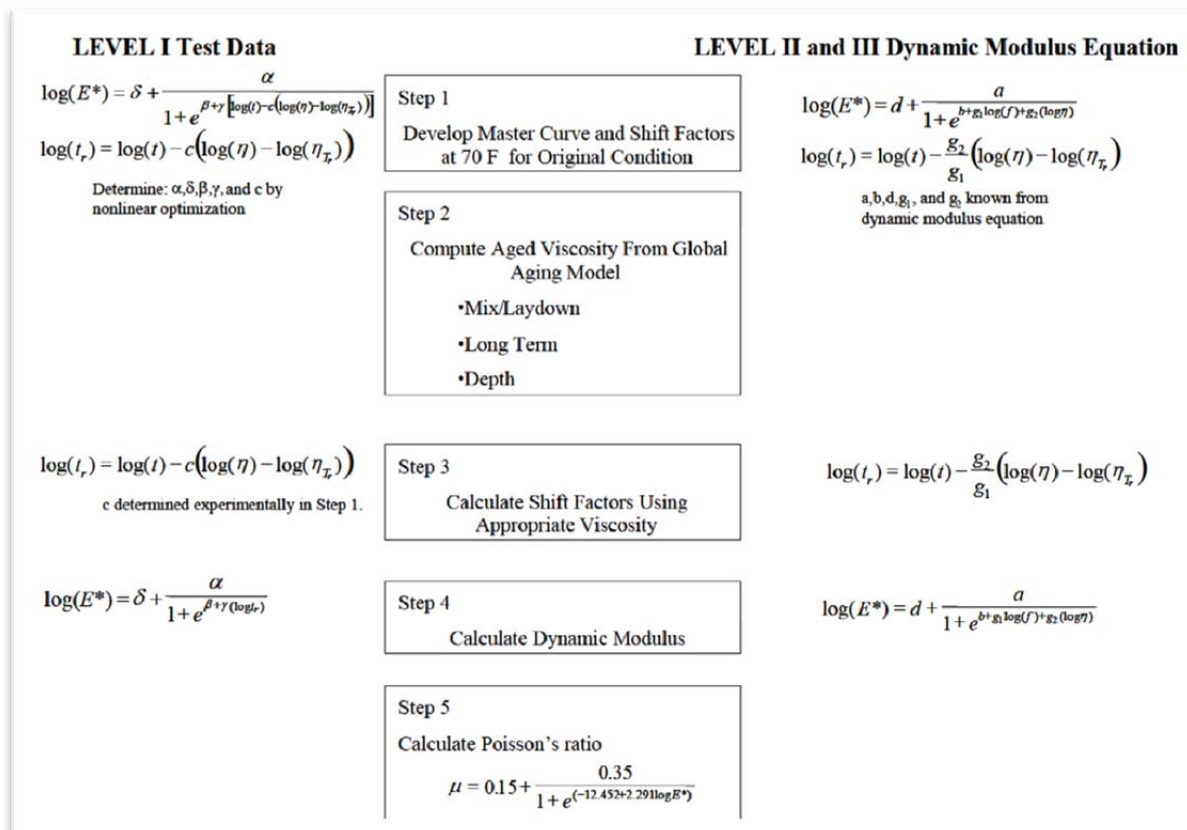 LEVEL I Test Data
LEVEL II and III Dynamic Modulus Equation
log(E*) = δ + α / (1 + e^(β+γ[log(t)−c(log(η)−log(η_Tr))]))
log(t_r) = log(t) − c(log(η) − log(η_Tr))
Determine: α,δ,β,γ, and c by
nonlinear optimization
Step 1
Develop Master Curve and Shift Factors
at 70 F for Original Condition
log(E*) = d + a / (1 + e^(b+g₁log(f)+g₂(logη)))
log(t_r) = log(t) − g₂/g₁ (log(η) − log(η_Tr))
a,b,d,g₁, and g₂ known from
dynamic modulus equation
Step 2
Compute Aged Viscosity From Global
Aging Model
•Mix/Laydown
•Long Term
•Depth
log(t_r) = log(t) − c(log(η) − log(η_Tr))
c determined experimentally in Step 1.
Step 3
Calculate Shift Factors Using
Appropriate Viscosity
log(t_r) = log(t) − g₂/g₁ (log(η) − log(η_Tr))
log(E*) = δ + α / (1 + e^(β+γ(logt_r)))
Step 4
Calculate Dynamic Modulus
log(E*) = d + a / (1 + e^(b+g₁log(f)+g₂(logη)))
Step 5
Calculate Poisson's ratio
μ = 0.15 + 0.35 / (1 + e^(−12.452+2.291logE*))